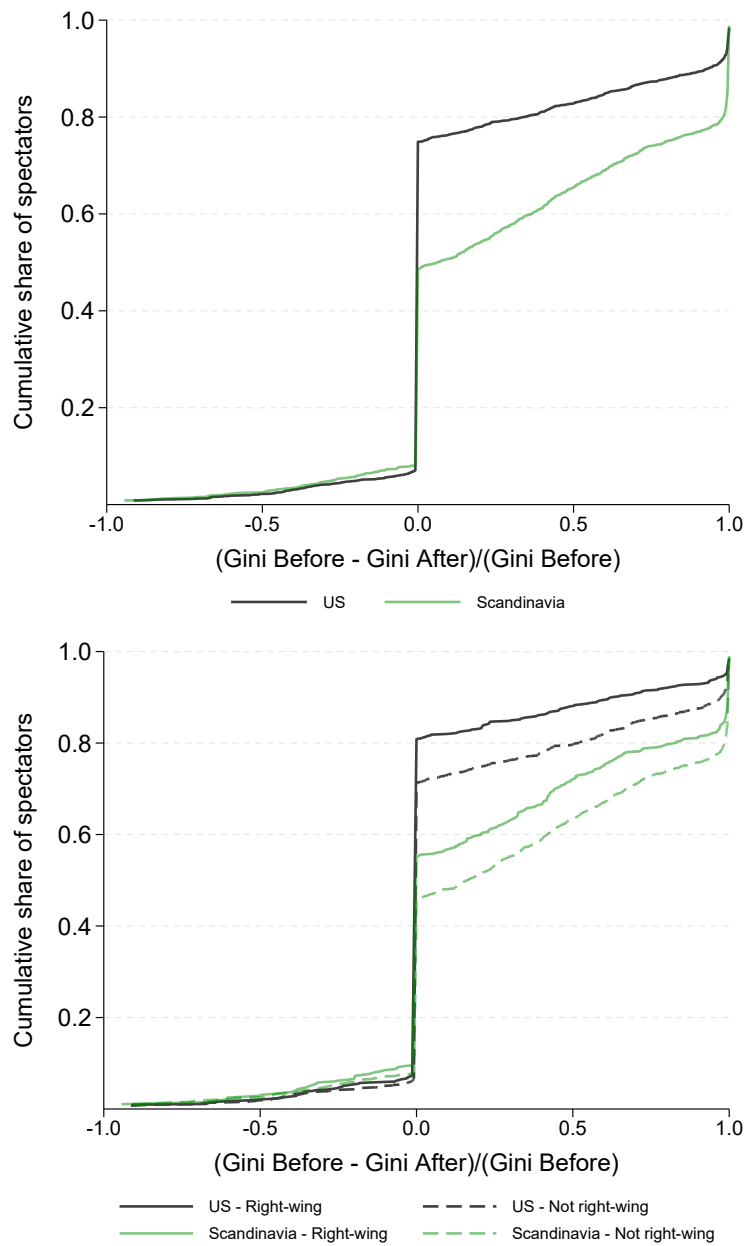 Cumulative share of spectators
1.0
0.8
0.6
0.4
0.2
-1.0 -0.5 0.0 0.5 1.0
(Gini Before - Gini After)/(Gini Before)
US Scandinavia
Cumulative share of spectators
1.0
0.8
0.6
0.4
0.2
-1.0 -0.5 0.0 0.5 1.0
(Gini Before - Gini After)/(Gini Before)
US - Right-wing US - Not right-wing
Scandinavia - Right-wing Scandinavia - Not right-wing